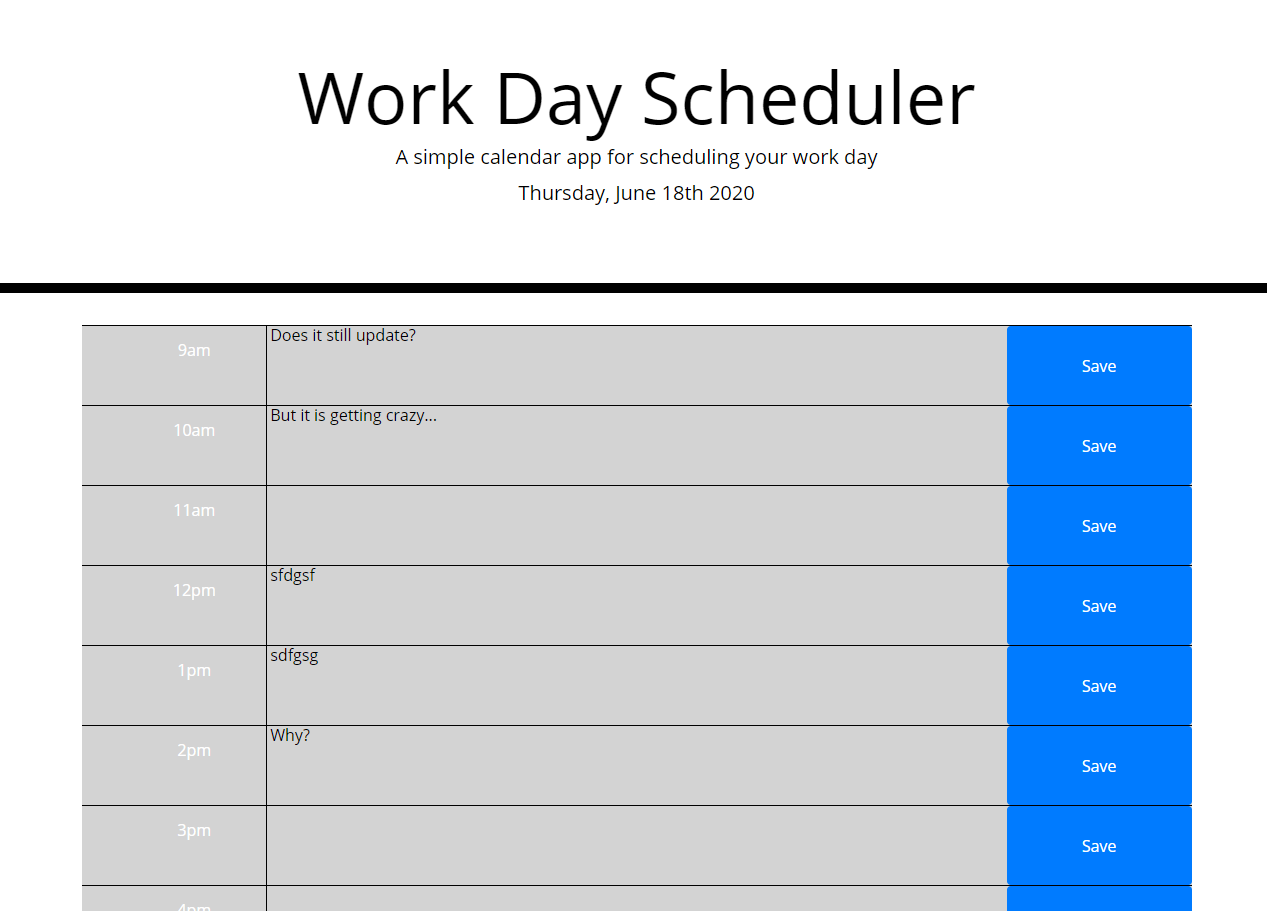 Work Day Scheduler
A simple calendar app for scheduling your work day
Thursday, June 18th 2020
9am Does it still update? Save
10am But it is getting crazy... Save
11am Save
12pm sfdgsf Save
1pm sdfgsg Save
2pm Why? Save
3pm Save
4pm